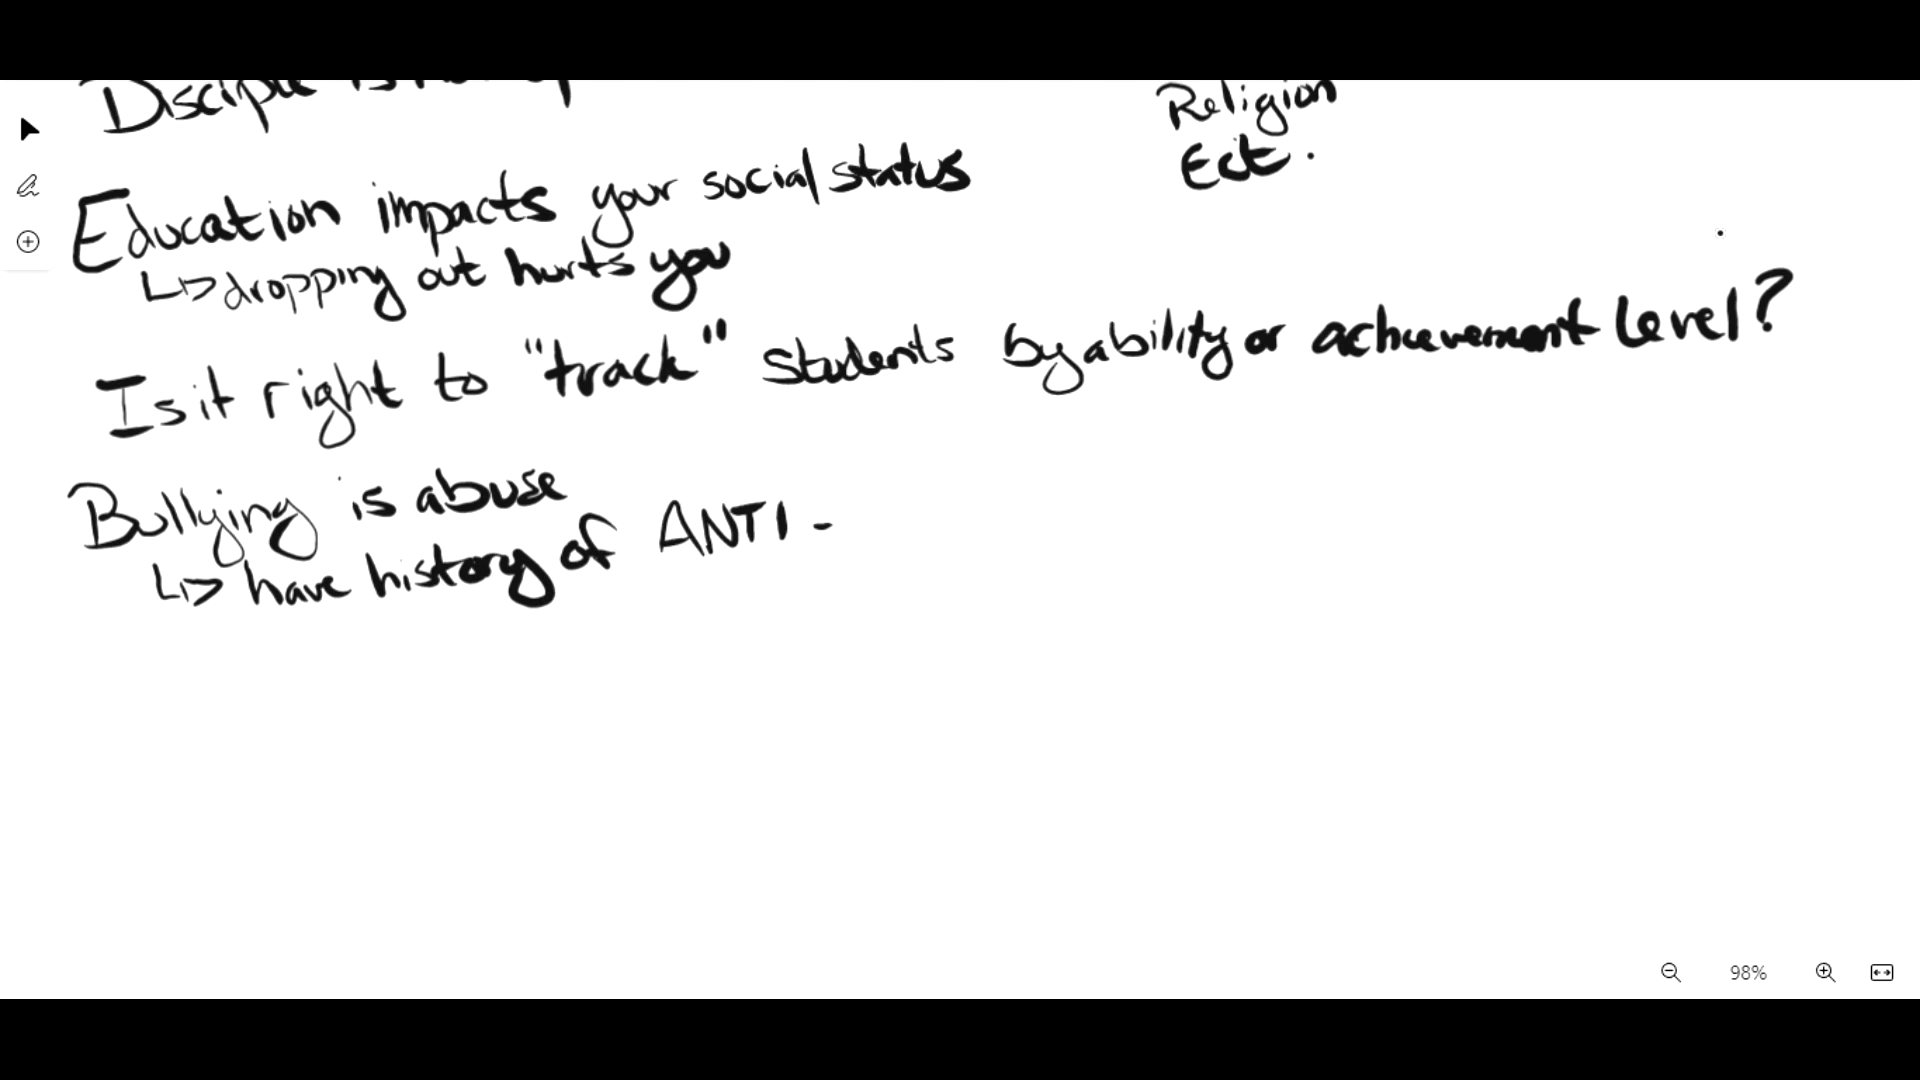 Religion
Ect.
Education impacts your social status
↳> dropping out hurts you
Is it right to "track" students by ability or achievement level?
Bullying is abuse
↳> have history of ANTI -
98%